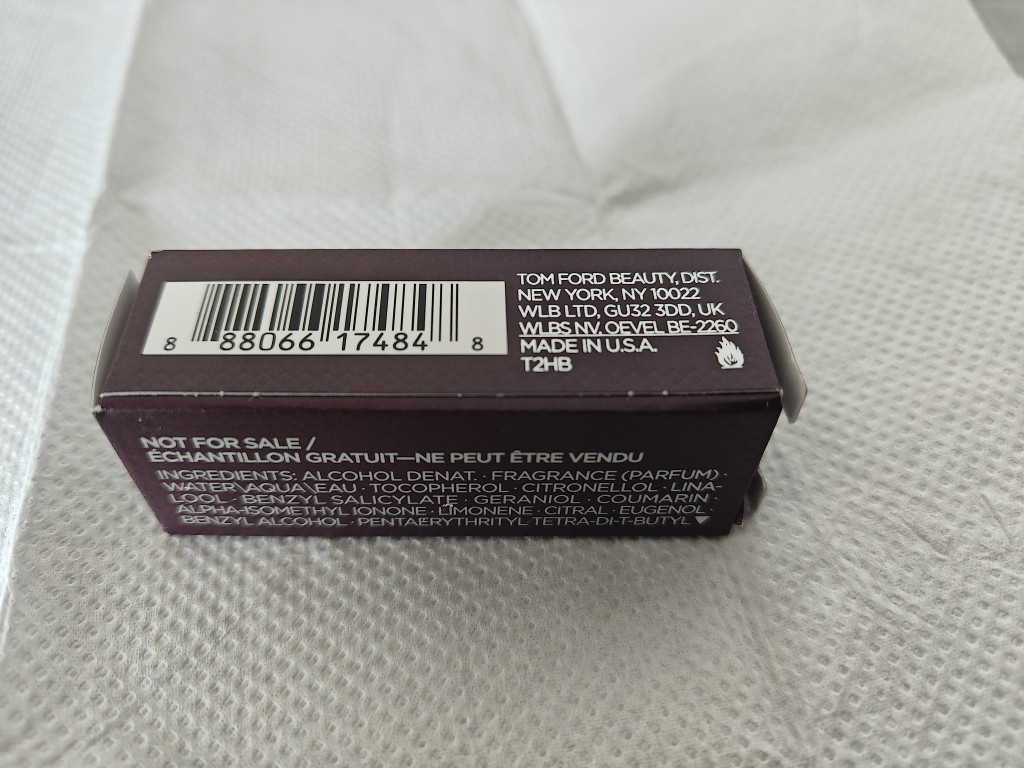 8 88066 17484 8
TOM FORD BEAUTY, DIST.
NEW YORK, NY 10022
WLB LTD, GU32 3DD, UK
WLBS NV. OEVEL BE-2260
MADE IN U.S.A.
T2HB
NOT FOR SALE /
ÉCHANTILLON GRATUIT—NE PEUT ÊTRE VENDU
INGREDIENTS: ALCOHOL DENAT. · FRAGRANCE (PARFUM) ·
WATER\AQUA\EAU · TOCOPHEROL · CITRONELLOL · LINA-
LOOL · BENZYL SALICYLATE · GERANIOL · COUMARIN ·
ALPHA-ISOMETHYL IONONE · LIMONENE · CITRAL · EUGENOL ·
BENZYL ALCOHOL · PENTAERYTHRITYL TETRA-DI-T-BUTYL